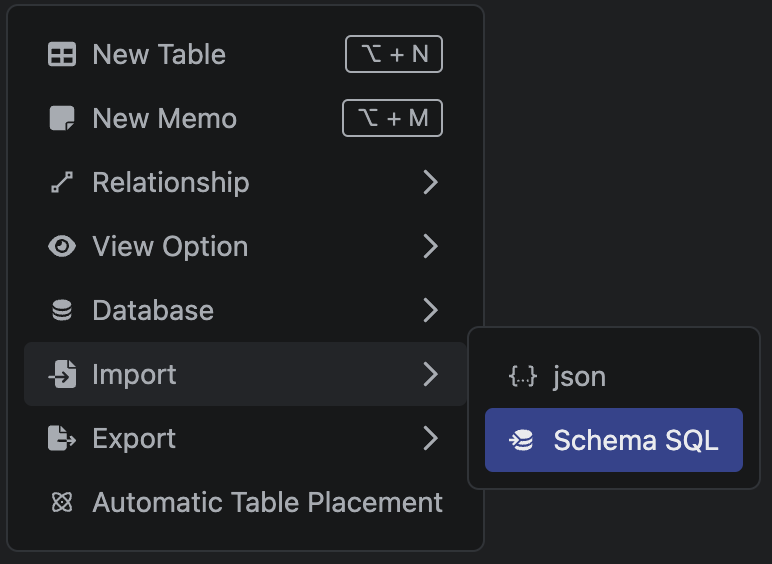 New Table ⌥ + N
New Memo ⌥ + M
Relationship
View Option
Database
Import
{...} json
Schema SQL
Export
Automatic Table Placement